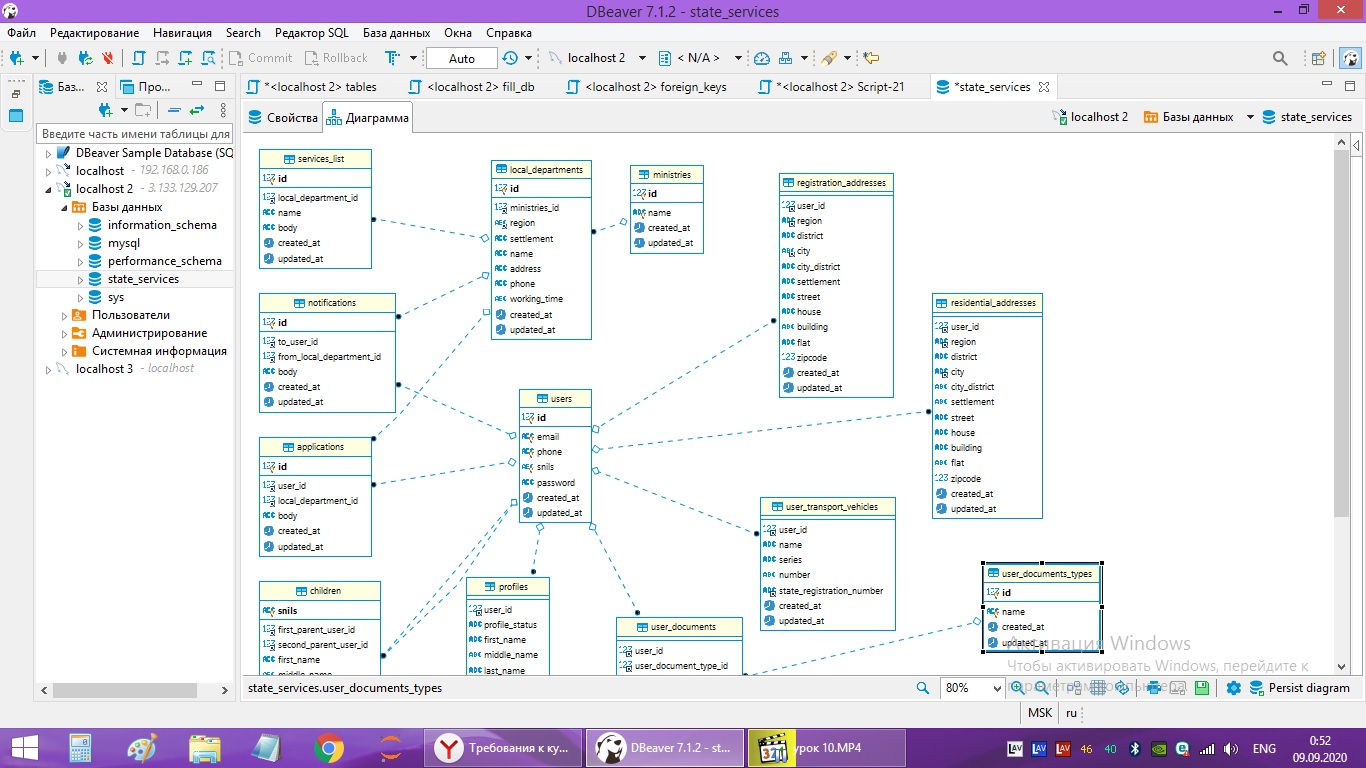 DBeaver 7.1.2 - state_services
Файл Редактирование Навигация Search Редактор SQL База данных Окна Справка
Commit Rollback Auto localhost 2 < N/A >
Баз... Про...
*<localhost 2> tables <localhost 2> fill_db <localhost 2> foreign_keys *<localhost 2> Script-21 *state_services
Свойства Диаграмма localhost 2 Базы данных state_services
Введите часть имени таблицы для
DBeaver Sample Database (SQ
localhost - 192.168.0.186
localhost 2 - 3.133.129.207
Базы данных
information_schema
mysql
performance_schema
state_services
sys
Пользователи
Администрирование
Системная информация
localhost 3 - localhost
services_list
id
local_department_id
name
body
created_at
updated_at
local_departments
id
ministries_id
region
settlement
name
address
phone
working_time
created_at
updated_at
ministries
id
name
created_at
updated_at
registration_addresses
user_id
region
district
city
city_district
settlement
street
house
building
flat
zipcode
created_at
updated_at
residential_addresses
user_id
region
district
city
city_district
settlement
street
house
building
flat
zipcode
created_at
updated_at
notifications
id
to_user_id
from_local_department_id
body
created_at
updated_at
users
id
email
phone
snils
password
created_at
updated_at
applications
id
user_id
local_department_id
body
created_at
updated_at
user_transport_vehicles
user_id
name
series
number
state_registration_number
created_at
updated_at
user_documents_types
id
name
created_at
updated_at
children
snils
first_parent_user_id
second_parent_user_id
first_name
middle_name
profiles
user_id
profile_status
first_name
middle_name
last_name
user_documents
user_id
user_document_type_id
Активация Windows
Чтобы активировать Windows, перейдите к
параметрам компьютера.
state_services.user_documents_types 80% Persist diagram
MSK ru
Требования к ку... DBeaver 7.1.2 - st... урок 10.MP4
LAV LAV LAV 46 40 ENG 0:52
09.09.2020